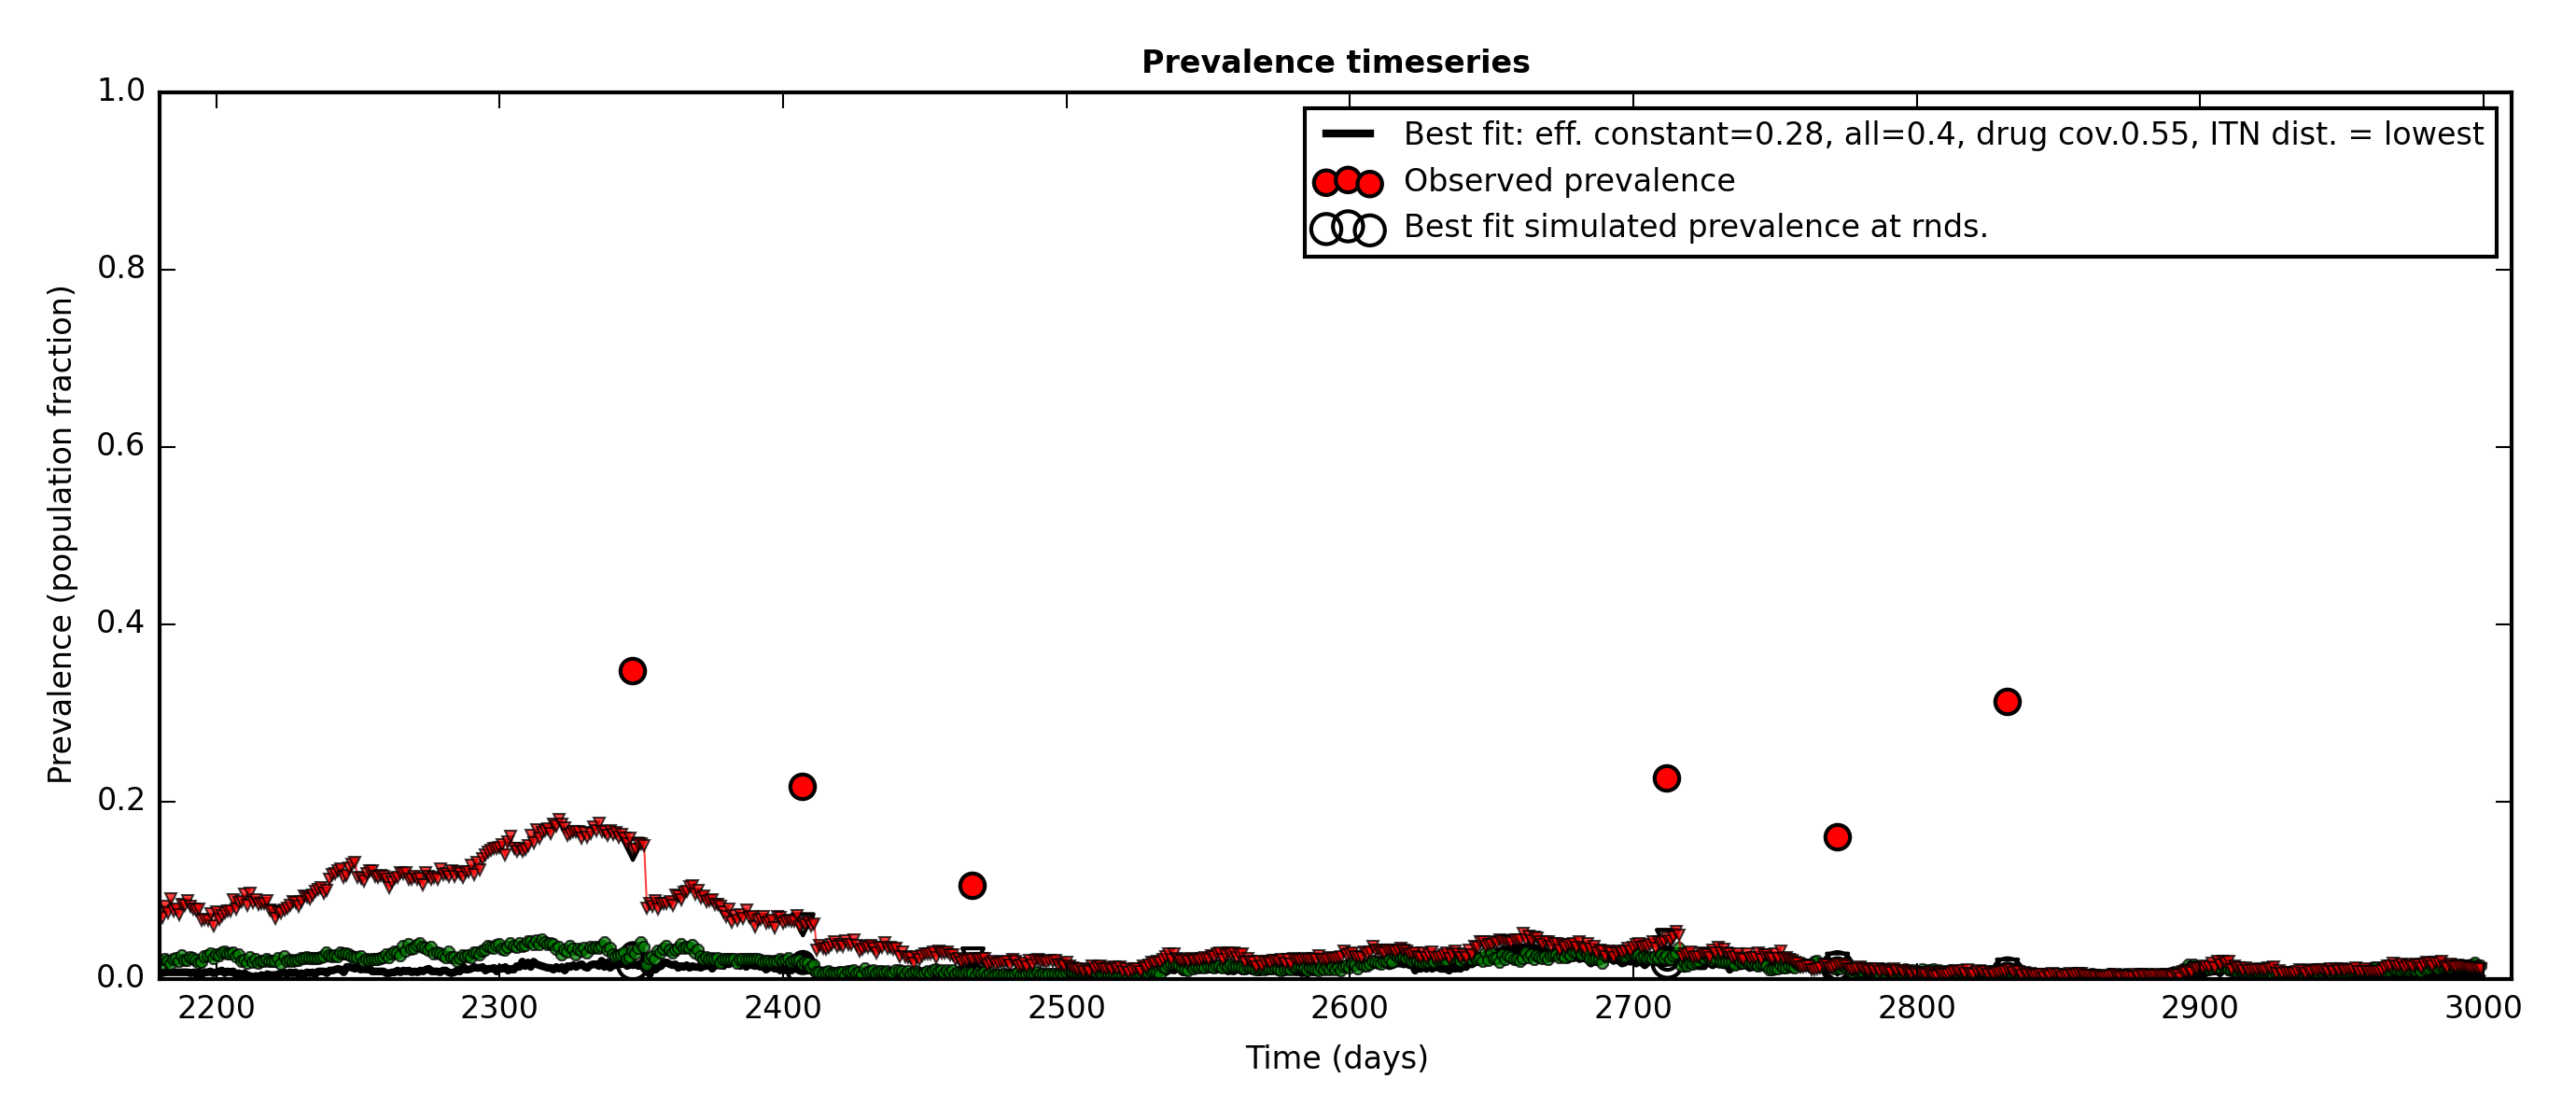 Prevalence timeseries
1.0
0.8
0.6
0.4
0.2
0.0
Prevalence (population fraction)
Best fit: eff. constant=0.28, all=0.4, drug cov.0.55, ITN dist. = lowest
Observed prevalence
Best fit simulated prevalence at rnds.
2200 2300 2400 2500 2600 2700 2800 2900 3000
Time (days)